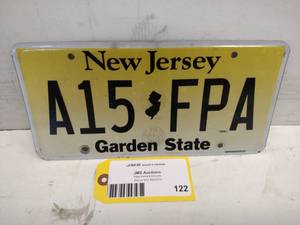 New Jersey
A15 FPA
Garden State
JMS Auctions
122